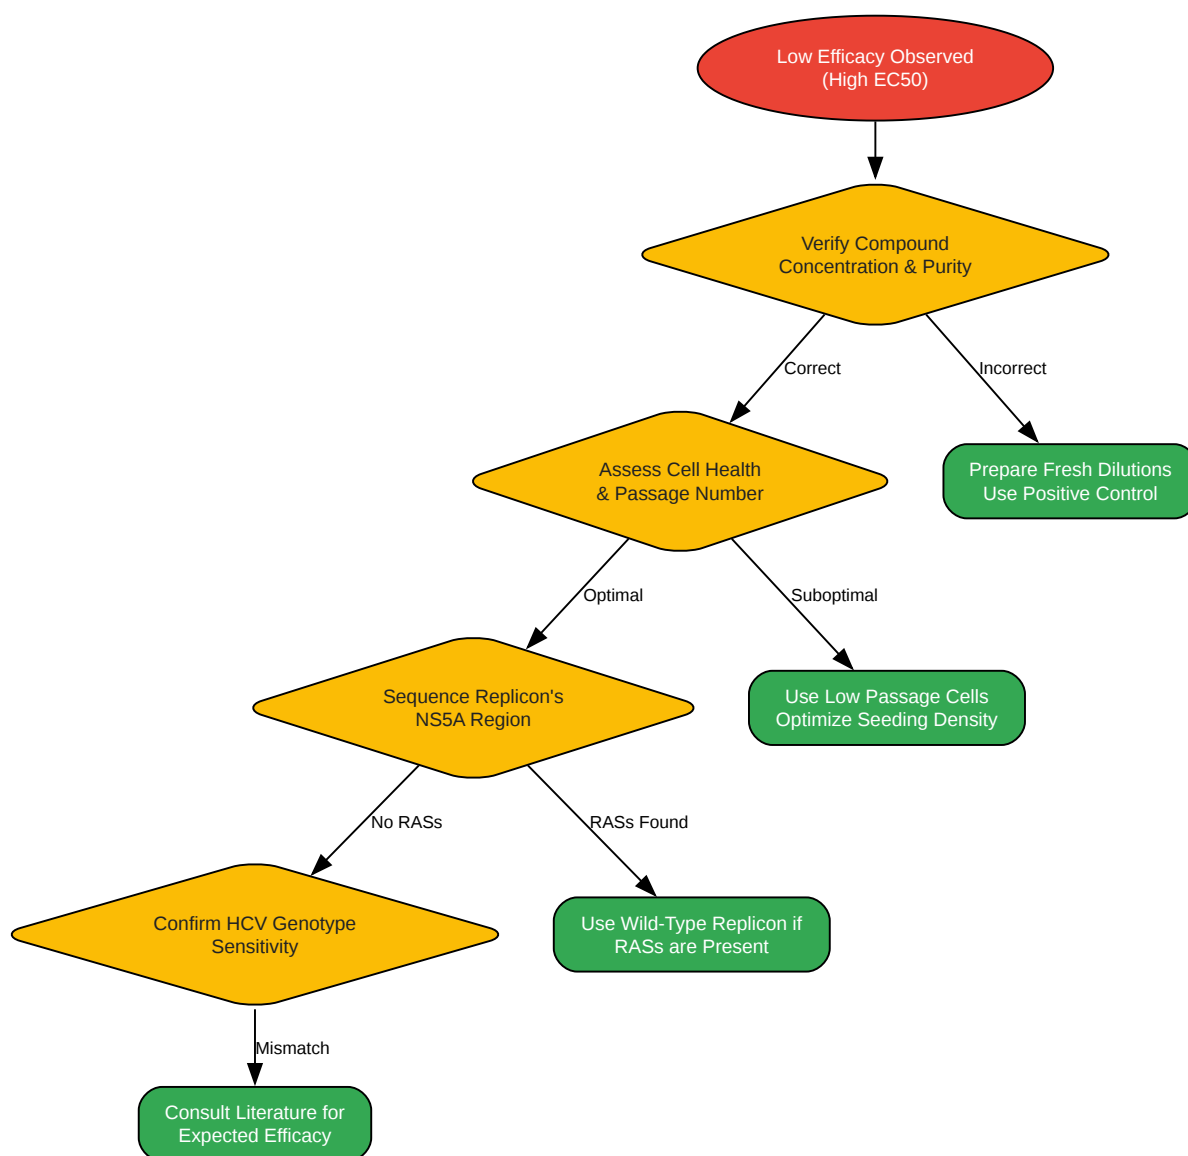 Low Efficacy Observed
(High EC50)
Verify Compound
Concentration & Purity
Correct
Incorrect
Assess Cell Health
& Passage Number
Prepare Fresh Dilutions
Use Positive Control
Optimal
Suboptimal
Sequence Replicon's
NS5A Region
Use Low Passage Cells
Optimize Seeding Density
No RASs
RASs Found
Confirm HCV Genotype
Sensitivity
Use Wild-Type Replicon if
RASs are Present
Mismatch
Consult Literature for
Expected Efficacy